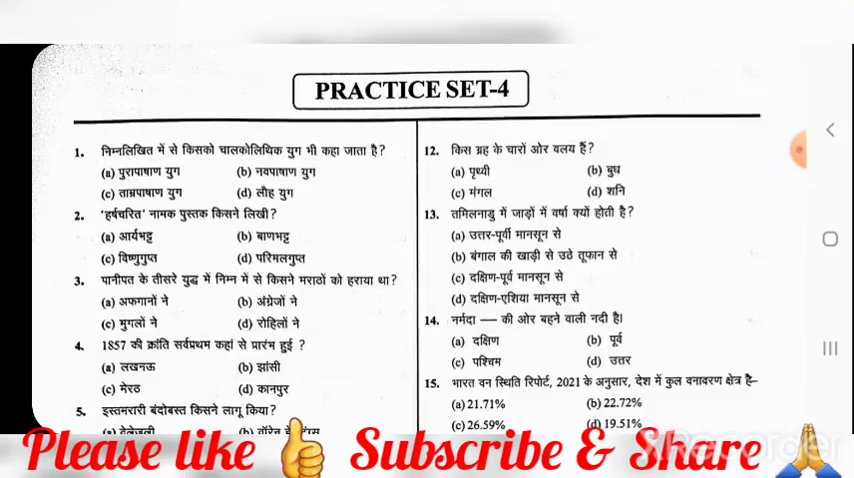 PRACTICE SET-4
1. निम्नलिखित में से किसको चालकोलिथिक युग भी कहा जाता है?
(a) पुरापाषाण युग (b) नवपाषाण युग
(c) ताम्रपाषाण युग (d) लौह युग
2. 'हर्षचरित' नामक पुस्तक किसने लिखी?
(a) आर्यभट्ट (b) बाणभट्ट
(c) विष्णुगुप्त (d) परिमलगुप्त
3. पानीपत के तीसरे युद्ध में निम्न में से किसने मराठों को हराया था?
(a) अफगानों ने (b) अंग्रेजों ने
(c) मुगलों ने (d) रोहिलों ने
4. 1857 की क्रांति सर्वप्रथम कहां से प्रारंभ हुई ?
(a) लखनऊ (b) झांसी
(c) मेरठ (d) कानपुर
5. इस्तमरारी बंदोबस्त किसने लागू किया?
(a) वेलेजली (b) वॉरेन
12. किस ग्रह के चारों ओर वलय हैं?
(a) पृथ्वी (b) बुध
(c) मंगल (d) शनि
13. तमिलनाडु में जाड़ों में वर्षा क्यों होती है?
(a) उत्तर-पूर्वी मानसून से
(b) बंगाल की खाड़ी से उठे तूफान से
(c) दक्षिण-पूर्व मानसून से
(d) दक्षिण-एशिया मानसून से
14. नर्मदा — की ओर बहने वाली नदी है।
(a) दक्षिण (b) पूर्व
(c) पश्चिम (d) उत्तर
15. भारत वन स्थिति रिपोर्ट, 2021 के अनुसार, देश में कुल वनावरण क्षेत्र है–
(a) 21.71% (b) 22.72%
(c) 26.59% (d) 19.51%
Please like 👍 Subscribe & Share 🙏
XRecorder